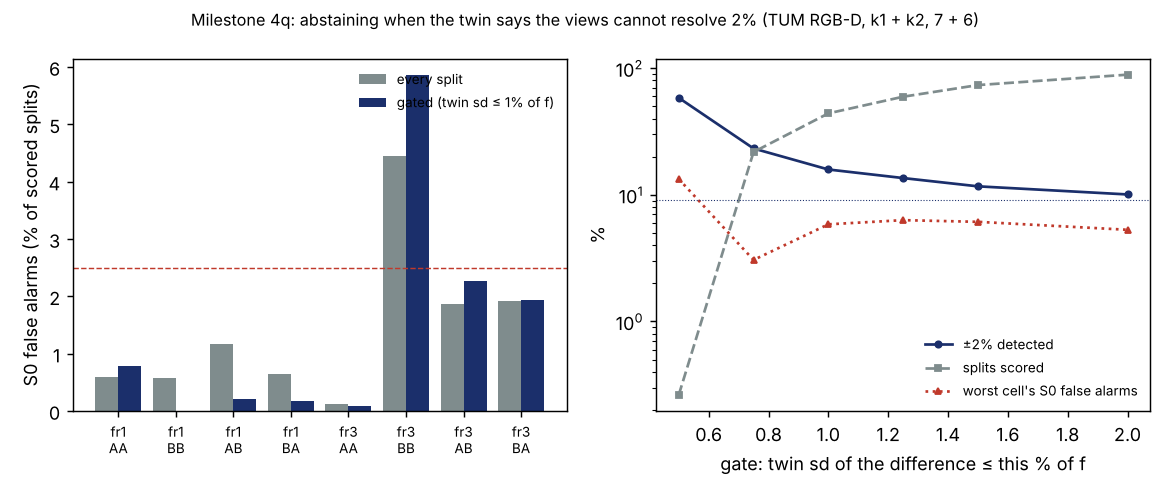 Milestone 4q: abstaining when the twin says the views cannot resolve 2% (TUM RGB-D, k1 + k2, 7 + 6)
S0 false alarms (% of scored splits)
6
5
4
3
2
1
0
every split
gated (twin sd ≤ 1% of f)
fr1 AA
fr1 BB
fr1 AB
fr1 BA
fr3 AA
fr3 BB
fr3 AB
fr3 BA
%
10²
10¹
10⁰
±2% detected
splits scored
worst cell's S0 false alarms
0.6 0.8 1.0 1.2 1.4 1.6 1.8 2.0
gate: twin sd of the difference ≤ this % of f